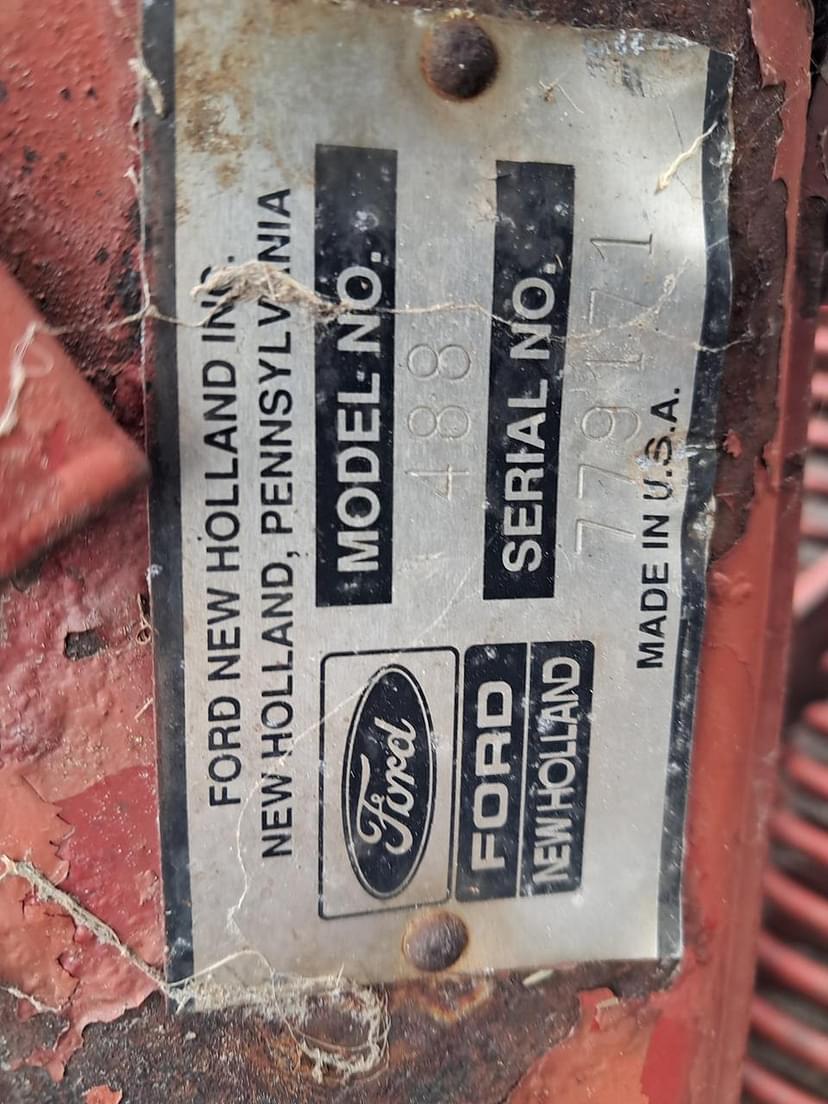 FORD NEW HOLLAND INC.
NEW HOLLAND, PENNSYLVANIA
MODEL NO.
488
SERIAL NO.
779171
MADE IN U.S.A.
Ford
FORD
NEW HOLLAND